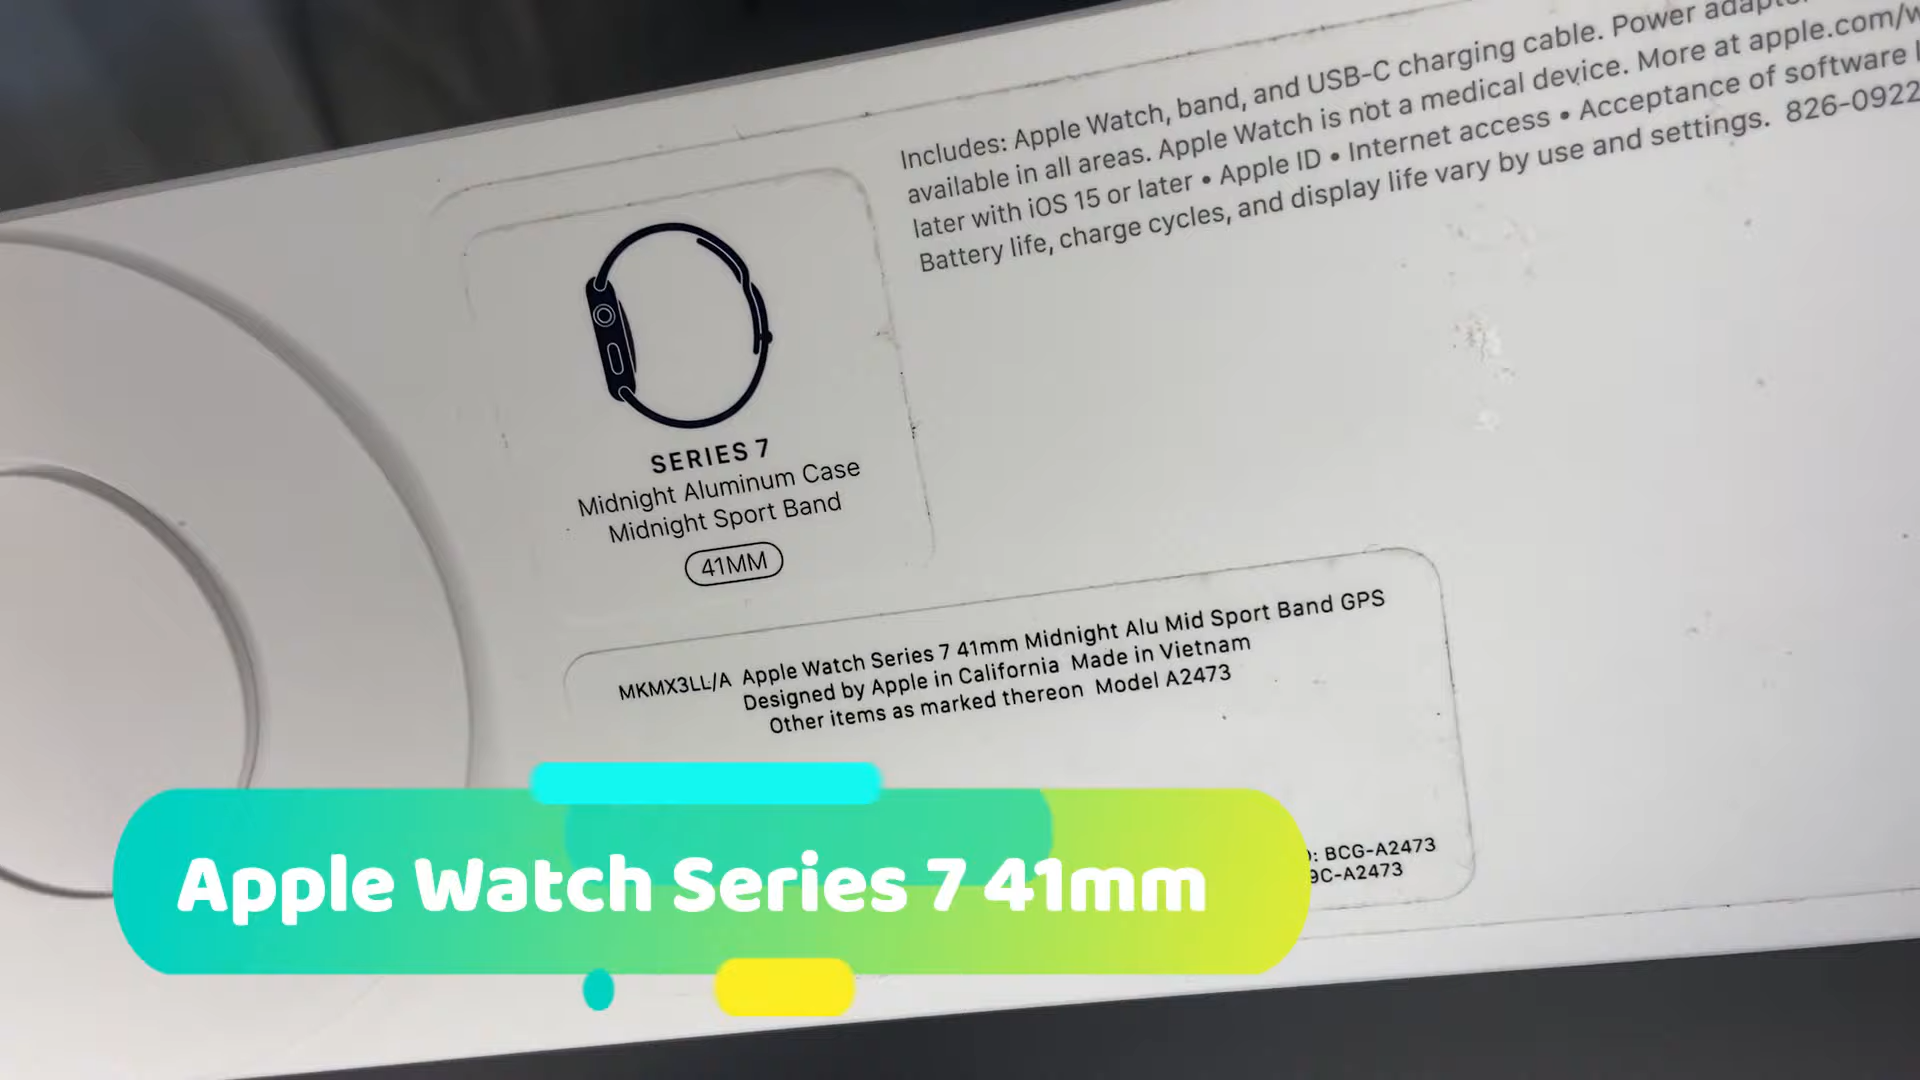 Includes: Apple Watch, band, and USB-C charging cable. Power
available in all areas. Apple Watch is not a medical device. More at
later with iOS 15 or later • Apple ID • Internet access • Acceptance of software
Battery life, charge cycles, and display life vary by use and settings. 826-0922
SERIES 7
Midnight Aluminum Case
Midnight Sport Band
41MM
MKMX3LL/A Apple Watch Series 7 41mm Midnight Alu Mid Sport Band GPS
Designed by Apple in California Made in Vietnam
Other items as marked thereon Model A2473
BCG-A2473
C-A2473
Apple Watch Series 7 41mm